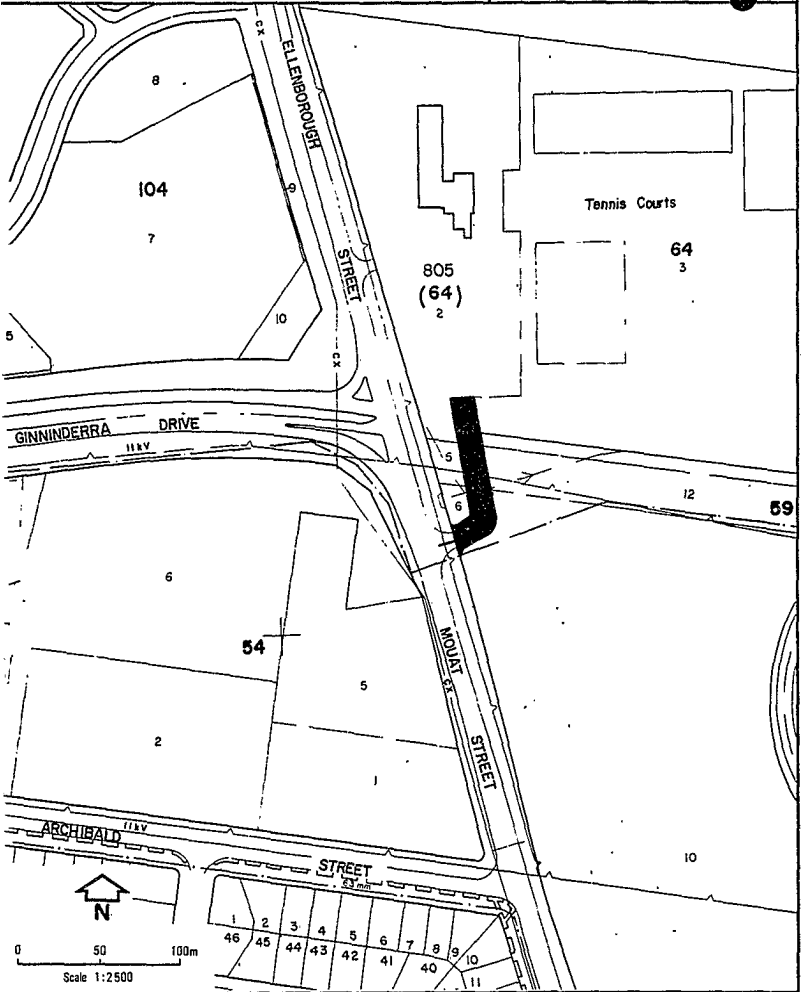 cx
ELLENBOROUGH
STREET
8
104
7
9
10
5
cx
805
(64)
2
Tennis Courts
64
3
GINNINDERRA DRIVE
11kV
5
6
12
59
6
54
5
2
1
MOUAT
cx
STREET
10
ARCHIBALD
11kV
STREET
63mm
N
0 50 100m
Scale 1:2500
1 2 3 4 5 6 7 8 9 10
46 45 44 43 42 41 40 11